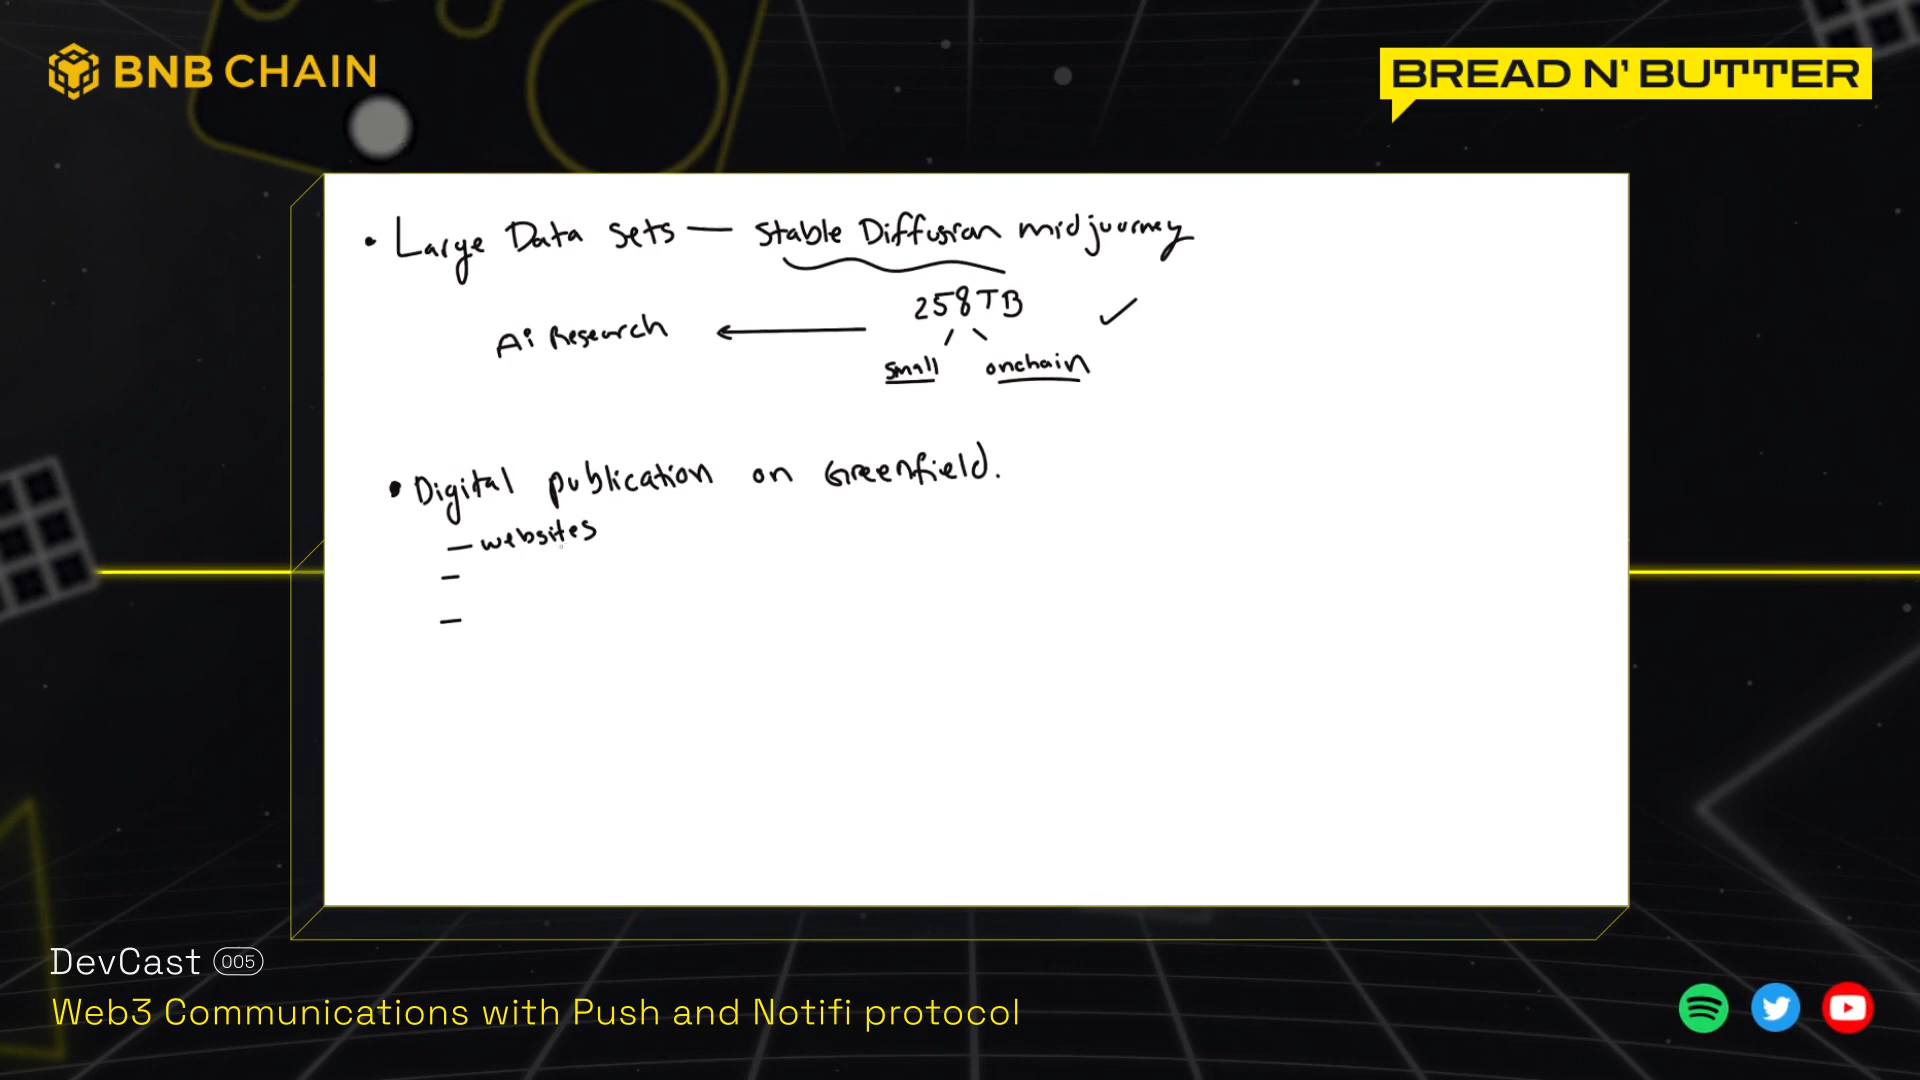 BNB CHAIN
BREAD N' BUTTER
• Large Data Sets — Stable Diffusion midjourney
258TB
Ai Research
small onchain
• Digital publication on Greenfield.
— websites
—
—
DevCast 005
Web3 Communications with Push and Notifi protocol